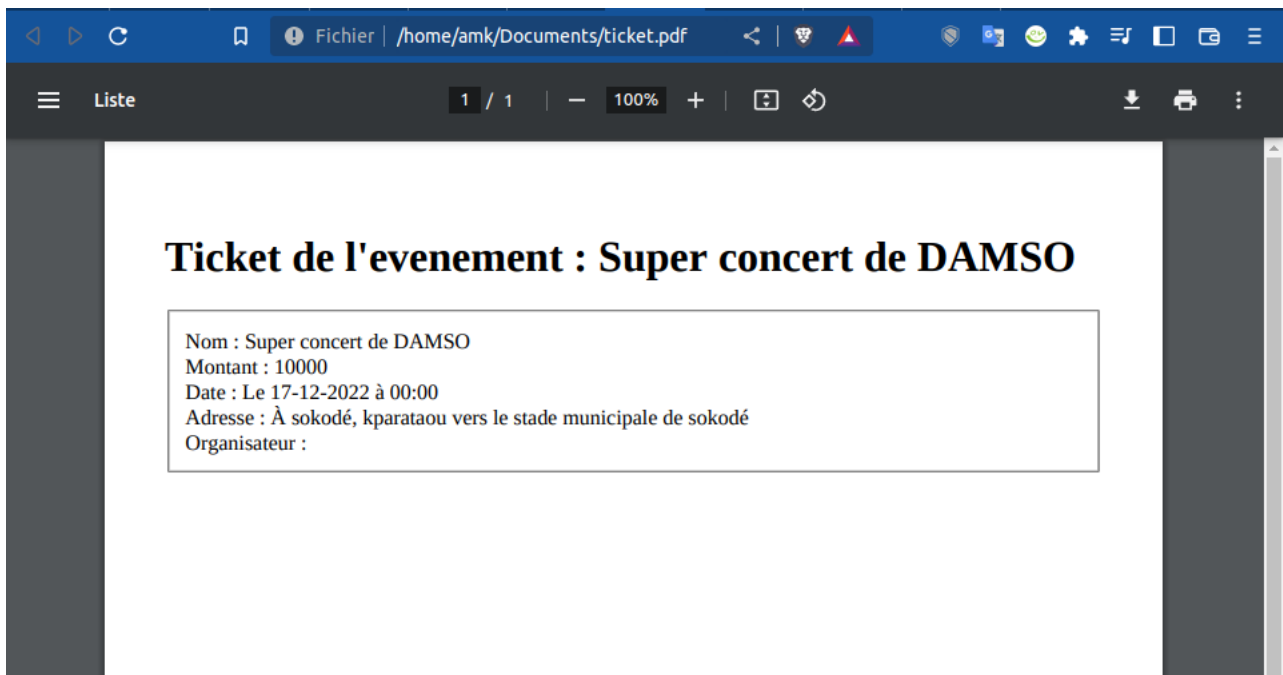 Fichier | /home/amk/Documents/ticket.pdf
Liste
1 / 1
100%
Ticket de l'evenement : Super concert de DAMSO
Nom : Super concert de DAMSO
Montant : 10000
Date : Le 17-12-2022 à 00:00
Adresse : À sokodé, kparataou vers le stade municipale de sokodé
Organisateur :